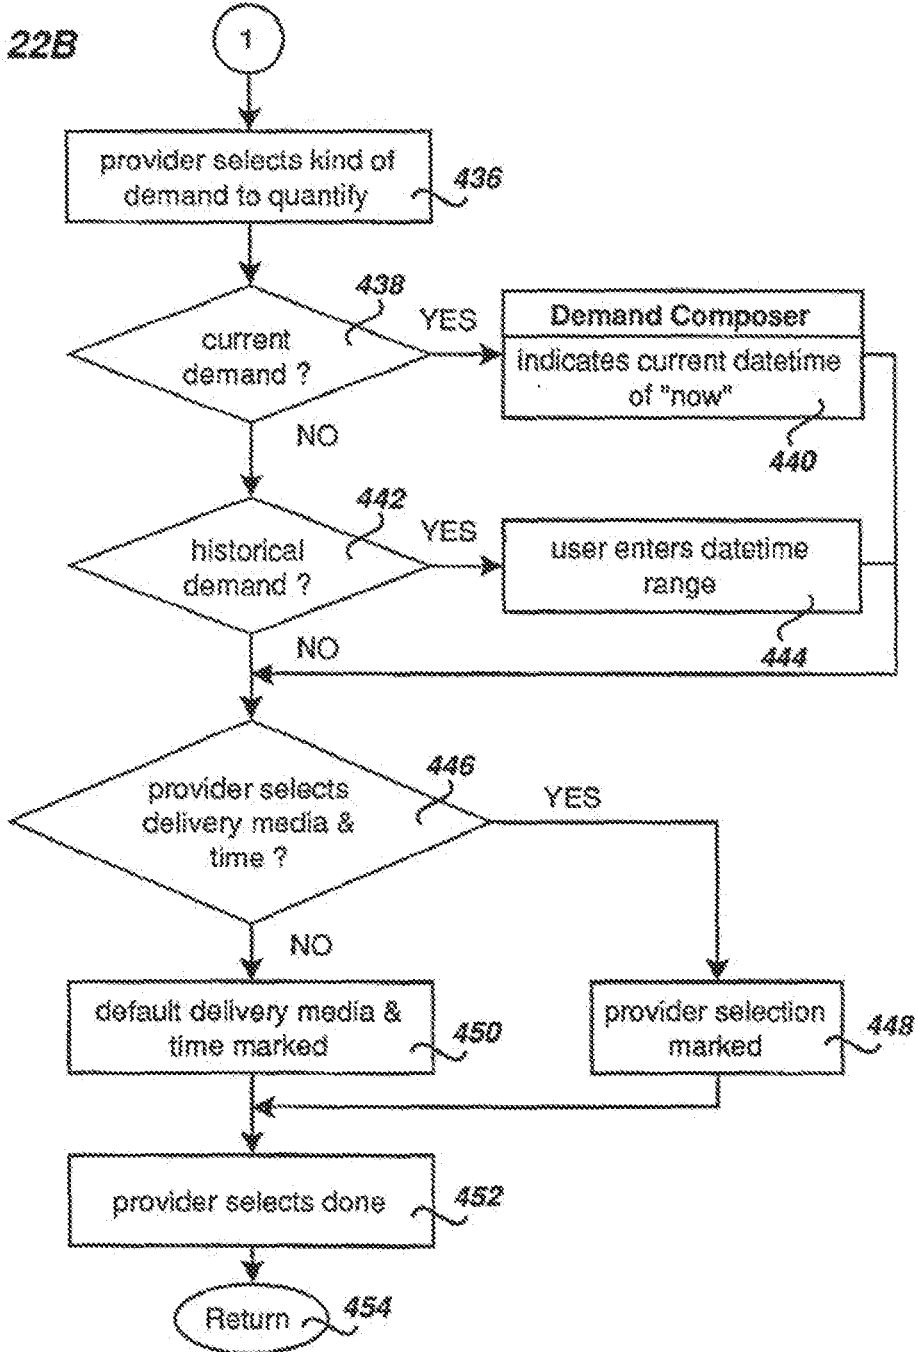 22B
1
provider selects kind of
demand to quantify
436
438
current
demand ?
YES
Demand Composer
indicates current datetime
of "now"
440
NO
442
historical
demand ?
YES
user enters datetime
range
444
NO
446
provider selects
delivery media &
time ?
YES
NO
default delivery media &
time marked
450
provider selection
marked
448
provider selects done
452
Return
454